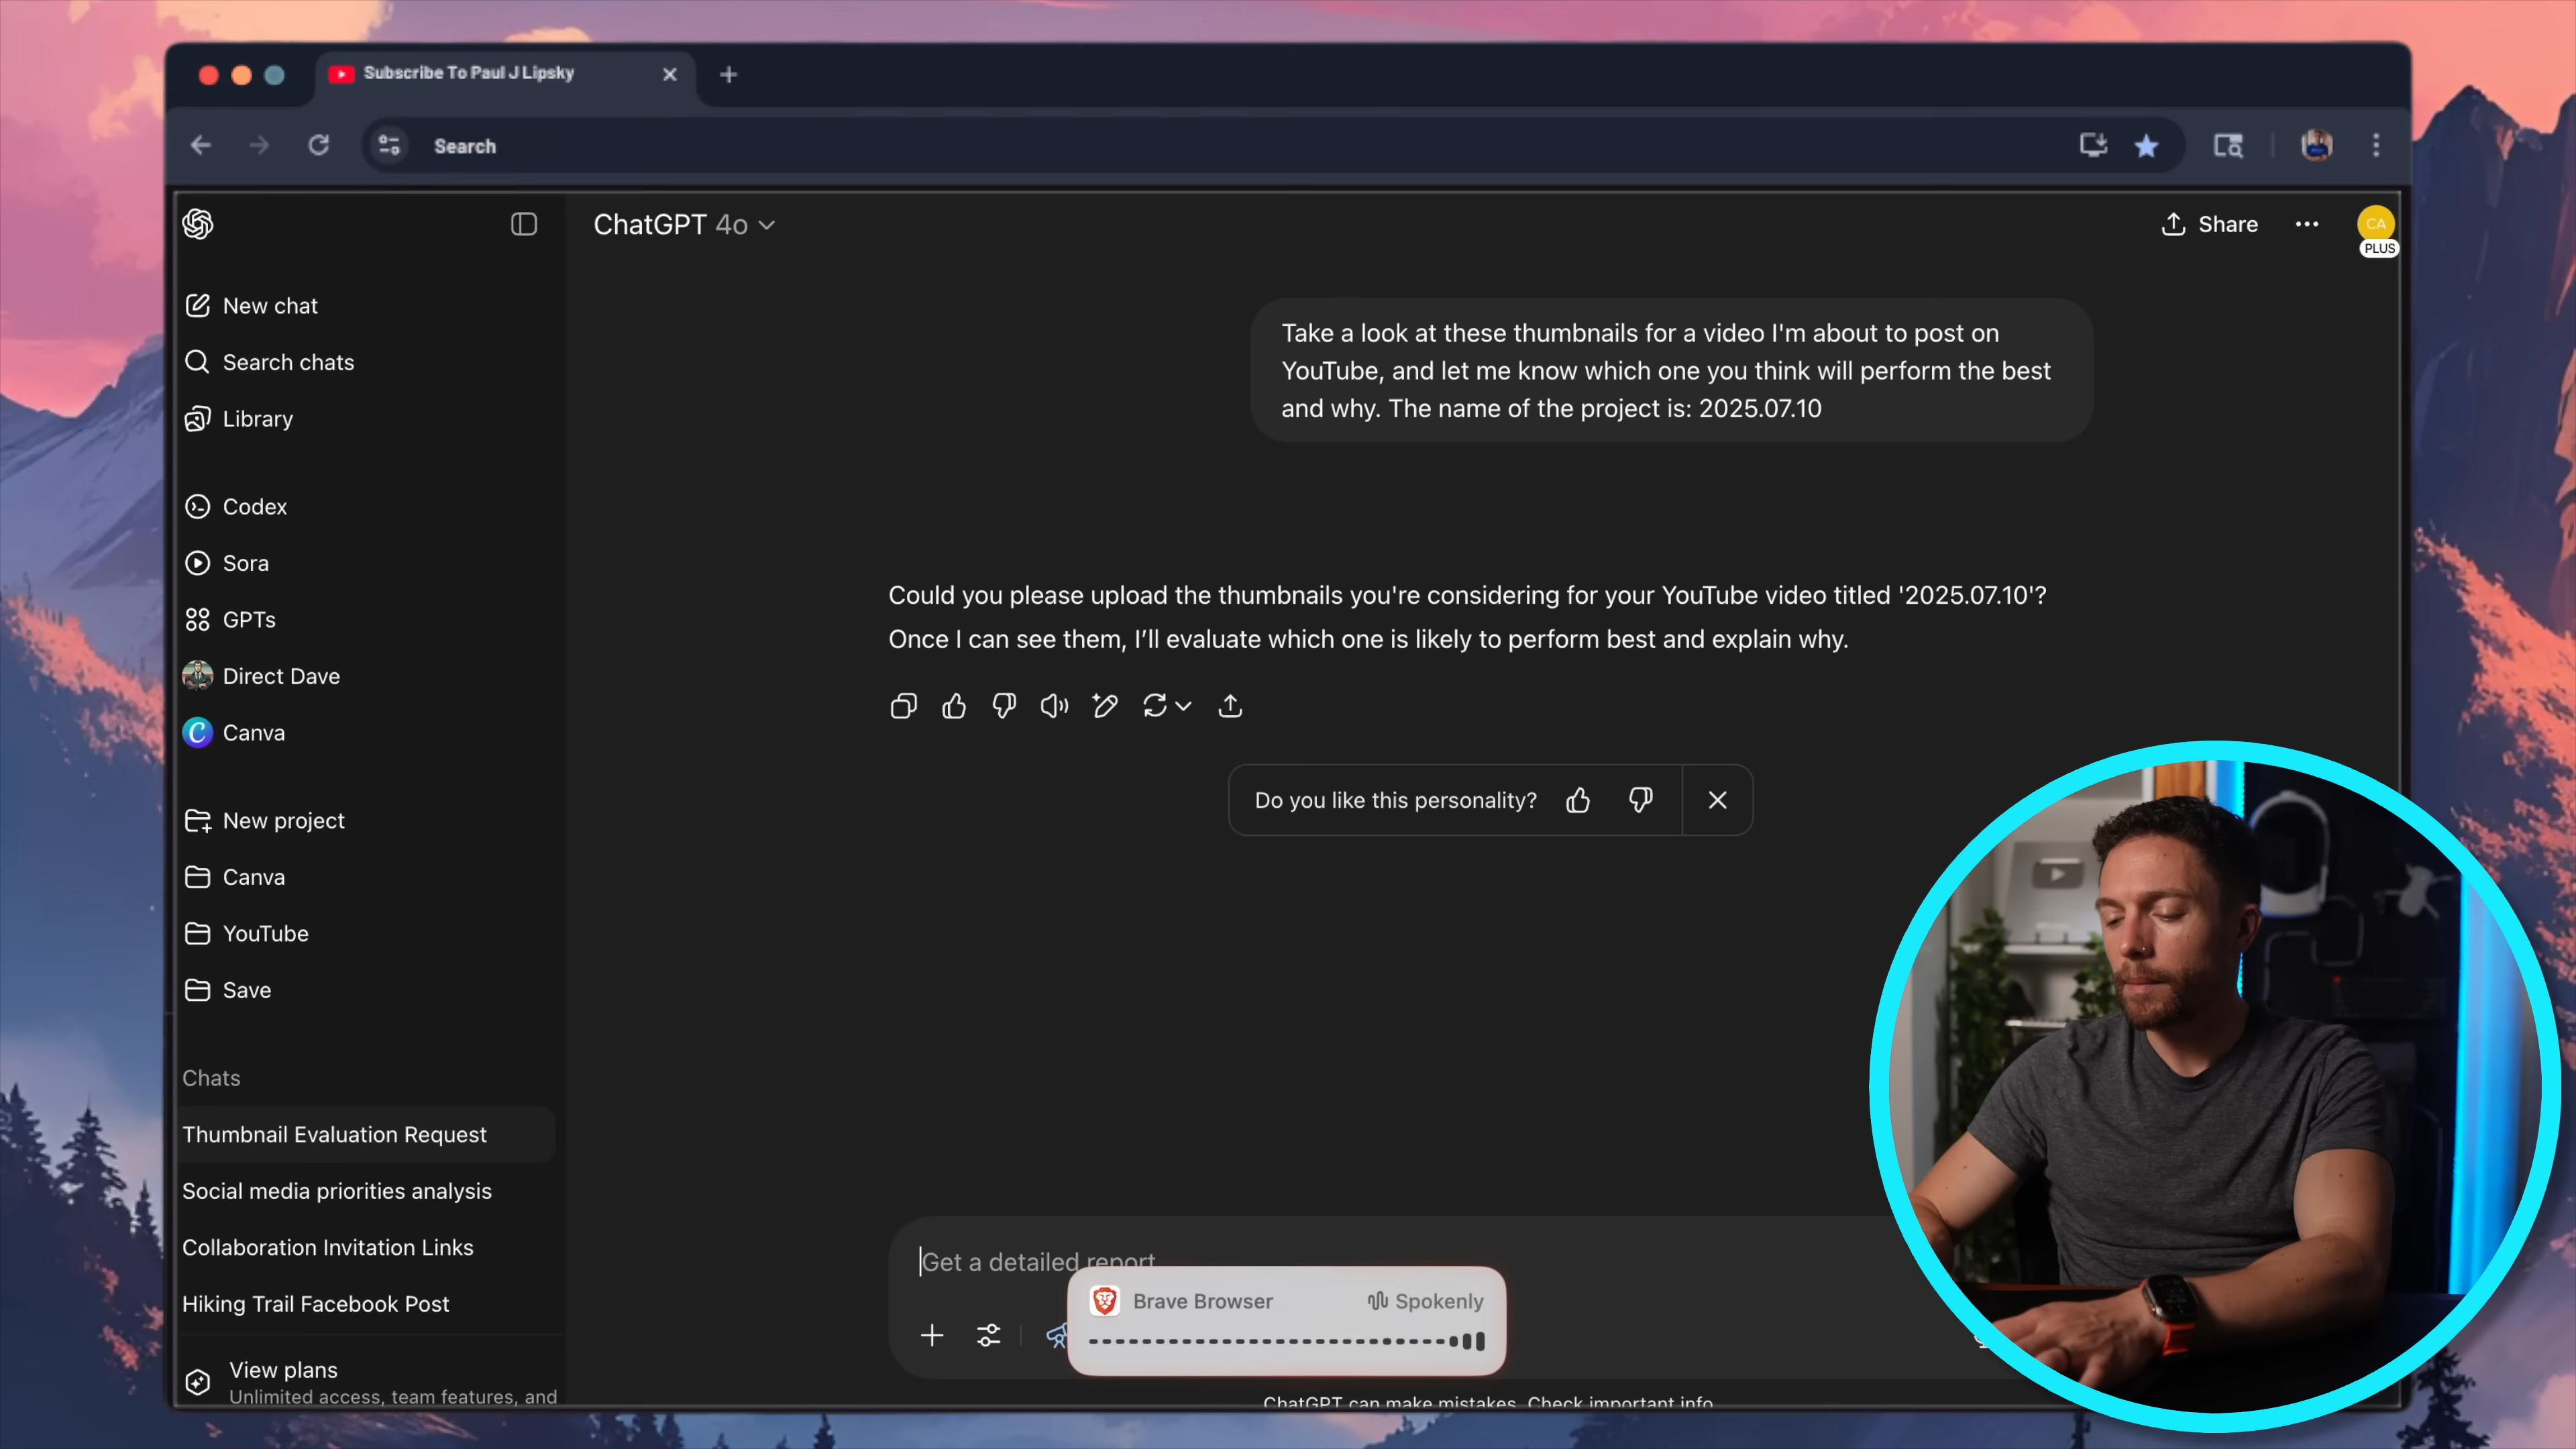 Subscribe To Paul J Lipsky
Search
ChatGPT 4o
Share
CA
PLUS
New chat
Search chats
Library
Codex
Sora
GPTs
Direct Dave
Canva
New project
Canva
YouTube
Save
Chats
Thumbnail Evaluation Request
Social media priorities analysis
Collaboration Invitation Links
Hiking Trail Facebook Post
View plans
Unlimited access, team features, and
Take a look at these thumbnails for a video I'm about to post on
YouTube, and let me know which one you think will perform the best
and why. The name of the project is: 2025.07.10
Could you please upload the thumbnails you're considering for your YouTube video titled '2025.07.10'?
Once I can see them, I’ll evaluate which one is likely to perform best and explain why.
Do you like this personality?
Get a detailed report
Brave Browser
Spokenly
ChatGPT can make mistakes. Check important info.